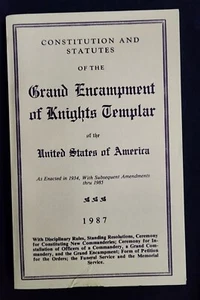 CONSTITUTION AND
STATUTES
OF THE
Grand Encampment
of Knights Templar
of the
United States of America
As Enacted in 1934, With Subsequent Amendments
thru 1985
1987
With Disciplinary Rules, Standing Resolutions, Ceremony
for Constituting New Commanderies; Ceremony for In-
stallation of Officers of a Commandery, a Grand Com-
mandery, and the Grand Encampment; Form of Petition
for the Orders; the Funeral Service and the Memorial
Service.